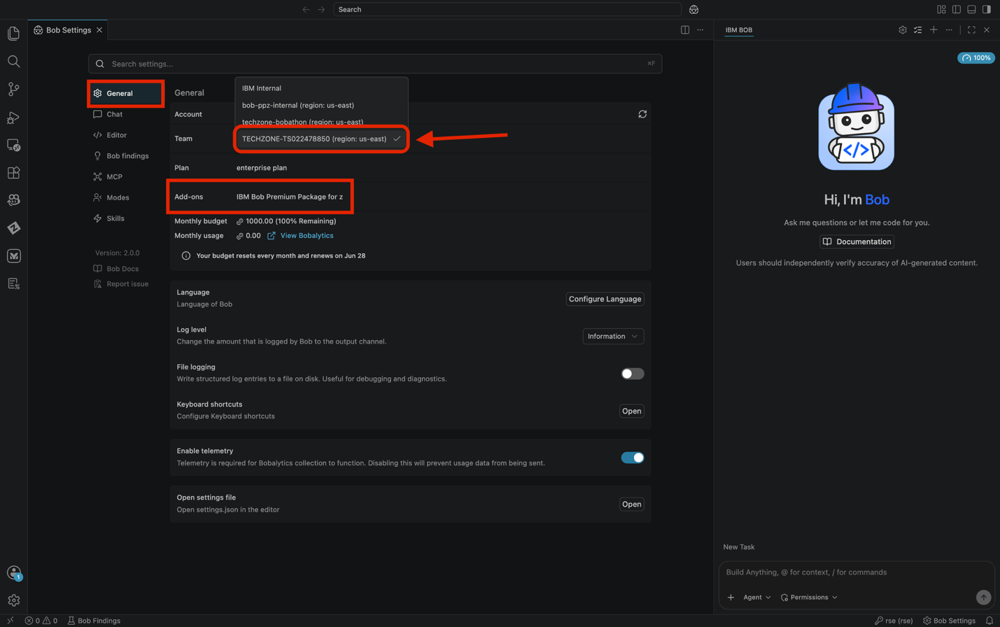 Search
Bob Settings
IBM BOB
Search settings...
⌘F
100%
General
Chat
Editor
Bob findings
MCP
Modes
Skills
Version: 2.0.0
Bob Docs
Report issue
General
Account
IBM Internal
bob-ppz-internal (region: us-east)
techzone-bobathon (region: us-east)
Team
TECHZONE-TS022478850 (region: us-east)
Plan
enterprise plan
Add-ons
IBM Bob Premium Package for z
Monthly budget
1000.00 (100% Remaining)
Monthly usage
0.00
View Bobalytics
Your budget resets every month and renews on Jun 28
Language
Language of Bob
Configure Language
Log level
Change the amount that is logged by Bob to the output channel.
Information
File logging
Write structured log entries to a file on disk. Useful for debugging and diagnostics.
Keyboard shortcuts
Configure Keyboard shortcuts
Open
Enable telemetry
Telemetry is required for Bobalytics collection to function. Disabling this will prevent usage data from being sent.
Open settings file
Open settings.json in the editor
Open
</>
Hi, I'm Bob
Ask me questions or let me code for you.
Documentation
Users should independently verify accuracy of AI-generated content.
New Task
Build Anything, @ for context, / for commands
Agent
Permissions
1
0
0
Bob Findings
rse (rse)
Bob Settings